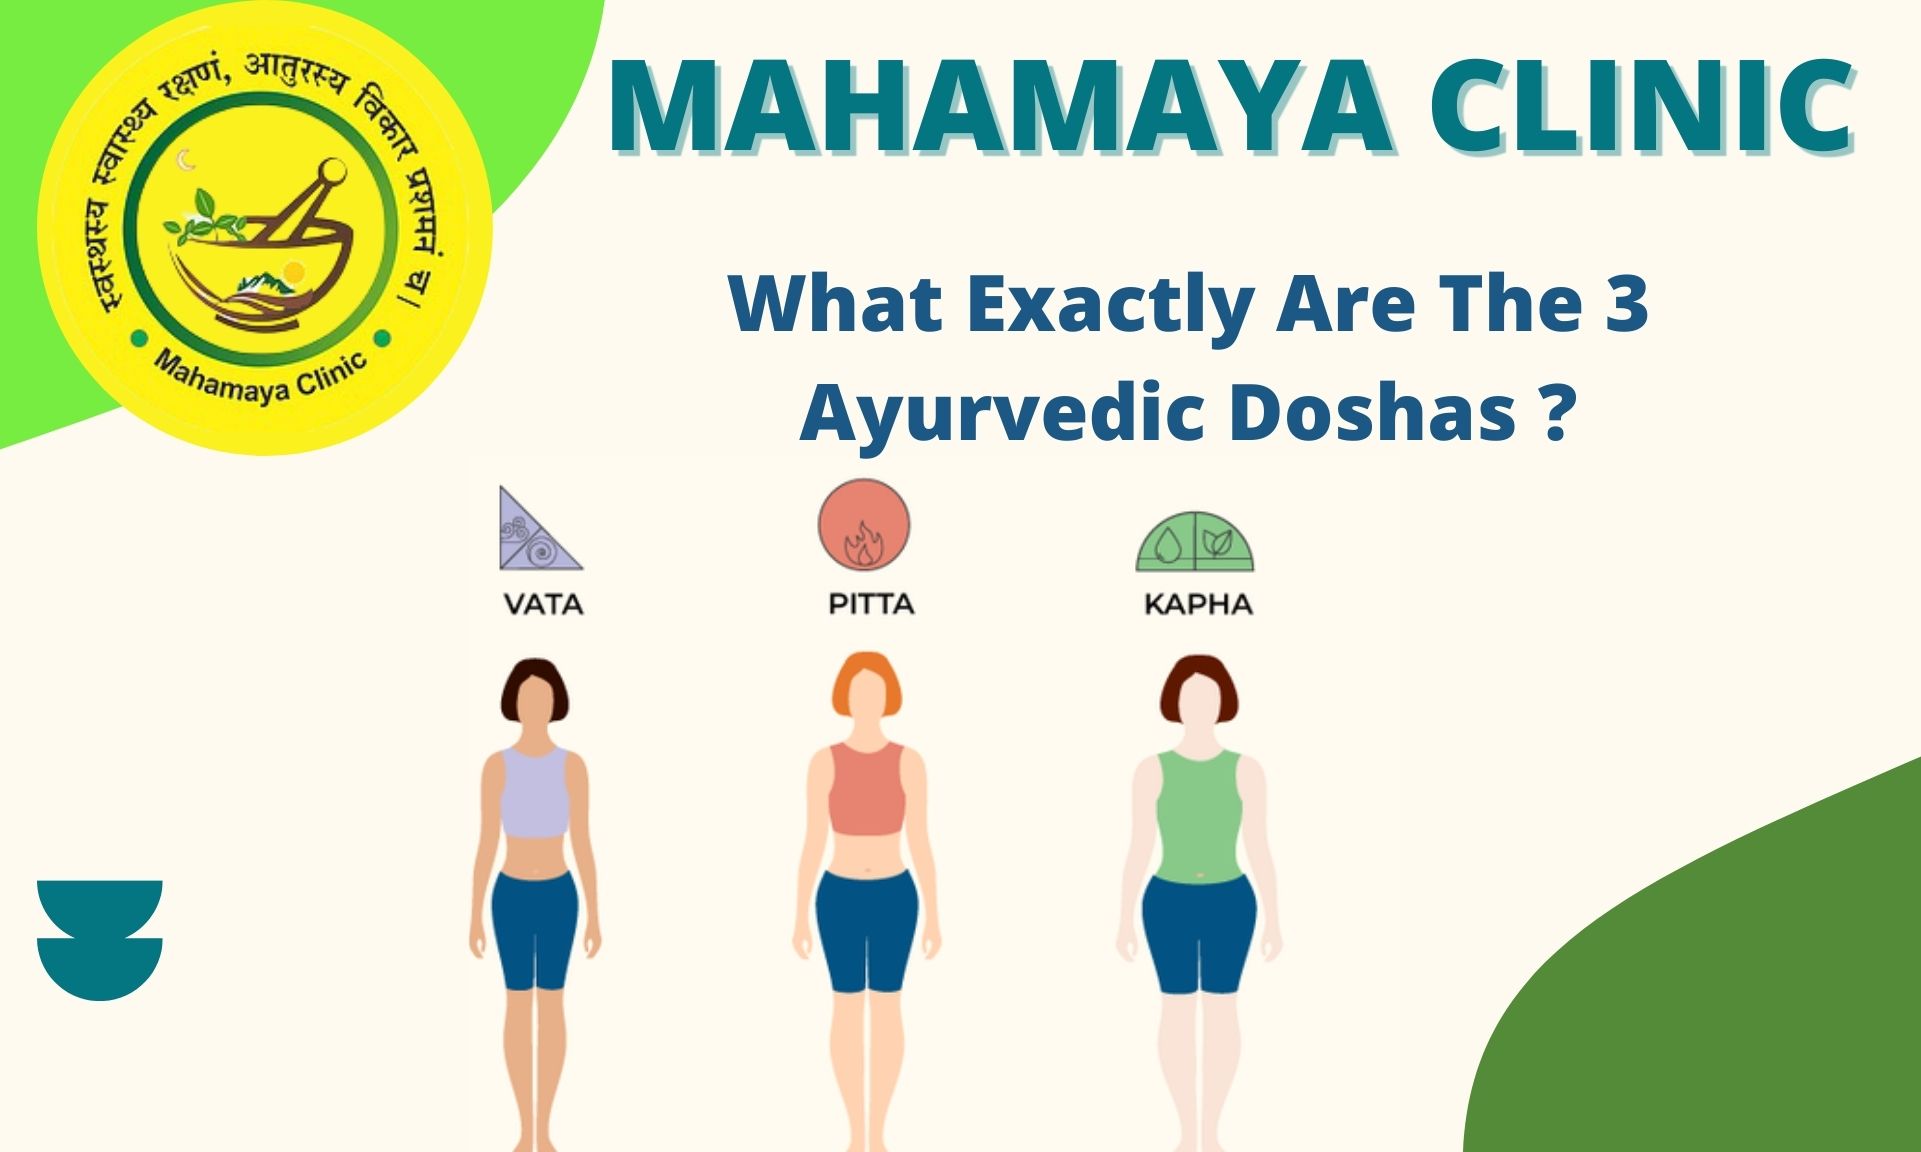 स्वस्थस्य स्वास्थ्य रक्षणं, आतुरस्य विकार प्रशमनं च।
Mahamaya Clinic
MAHAMAYA CLINIC
What Exactly Are The 3
Ayurvedic Doshas ?
VATA
PITTA
KAPHA